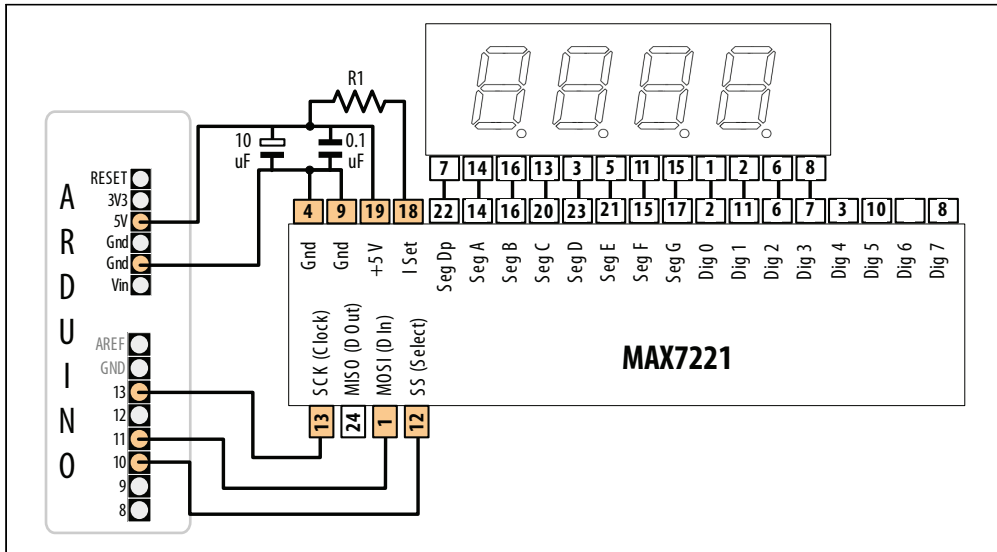 R1
10
uF
0.1
uF
ARDUINO
RESET
3V3
5V
Gnd
Gnd
Vin
AREF
GND
13
12
11
10
9
8
7 14 16 13 3 5 11 15 1 2 6 8
4 9 19 18 22 14 16 20 23 21 15 17 2 11 6 7 3 10 8
Gnd
Gnd
+5V
I Set
Seg Dp
Seg A
Seg B
Seg C
Seg D
Seg E
Seg F
Seg G
Dig 0
Dig 1
Dig 2
Dig 3
Dig 4
Dig 5
Dig 6
Dig 7
MAX7221
SCK (Clock)
MISO (D Out)
MOSI (D In)
SS (Select)
13 24 1 12